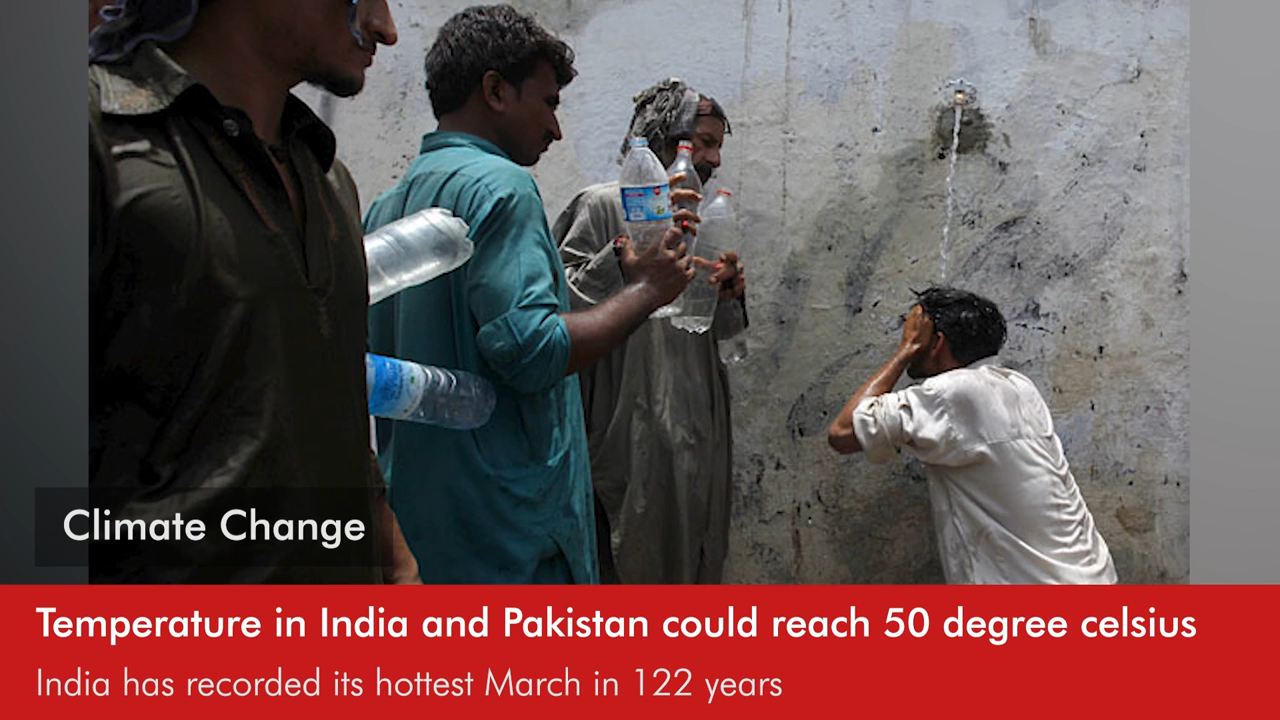 Climate Change
Temperature in India and Pakistan could reach 50 degree celsius
India has recorded its hottest March in 122 years